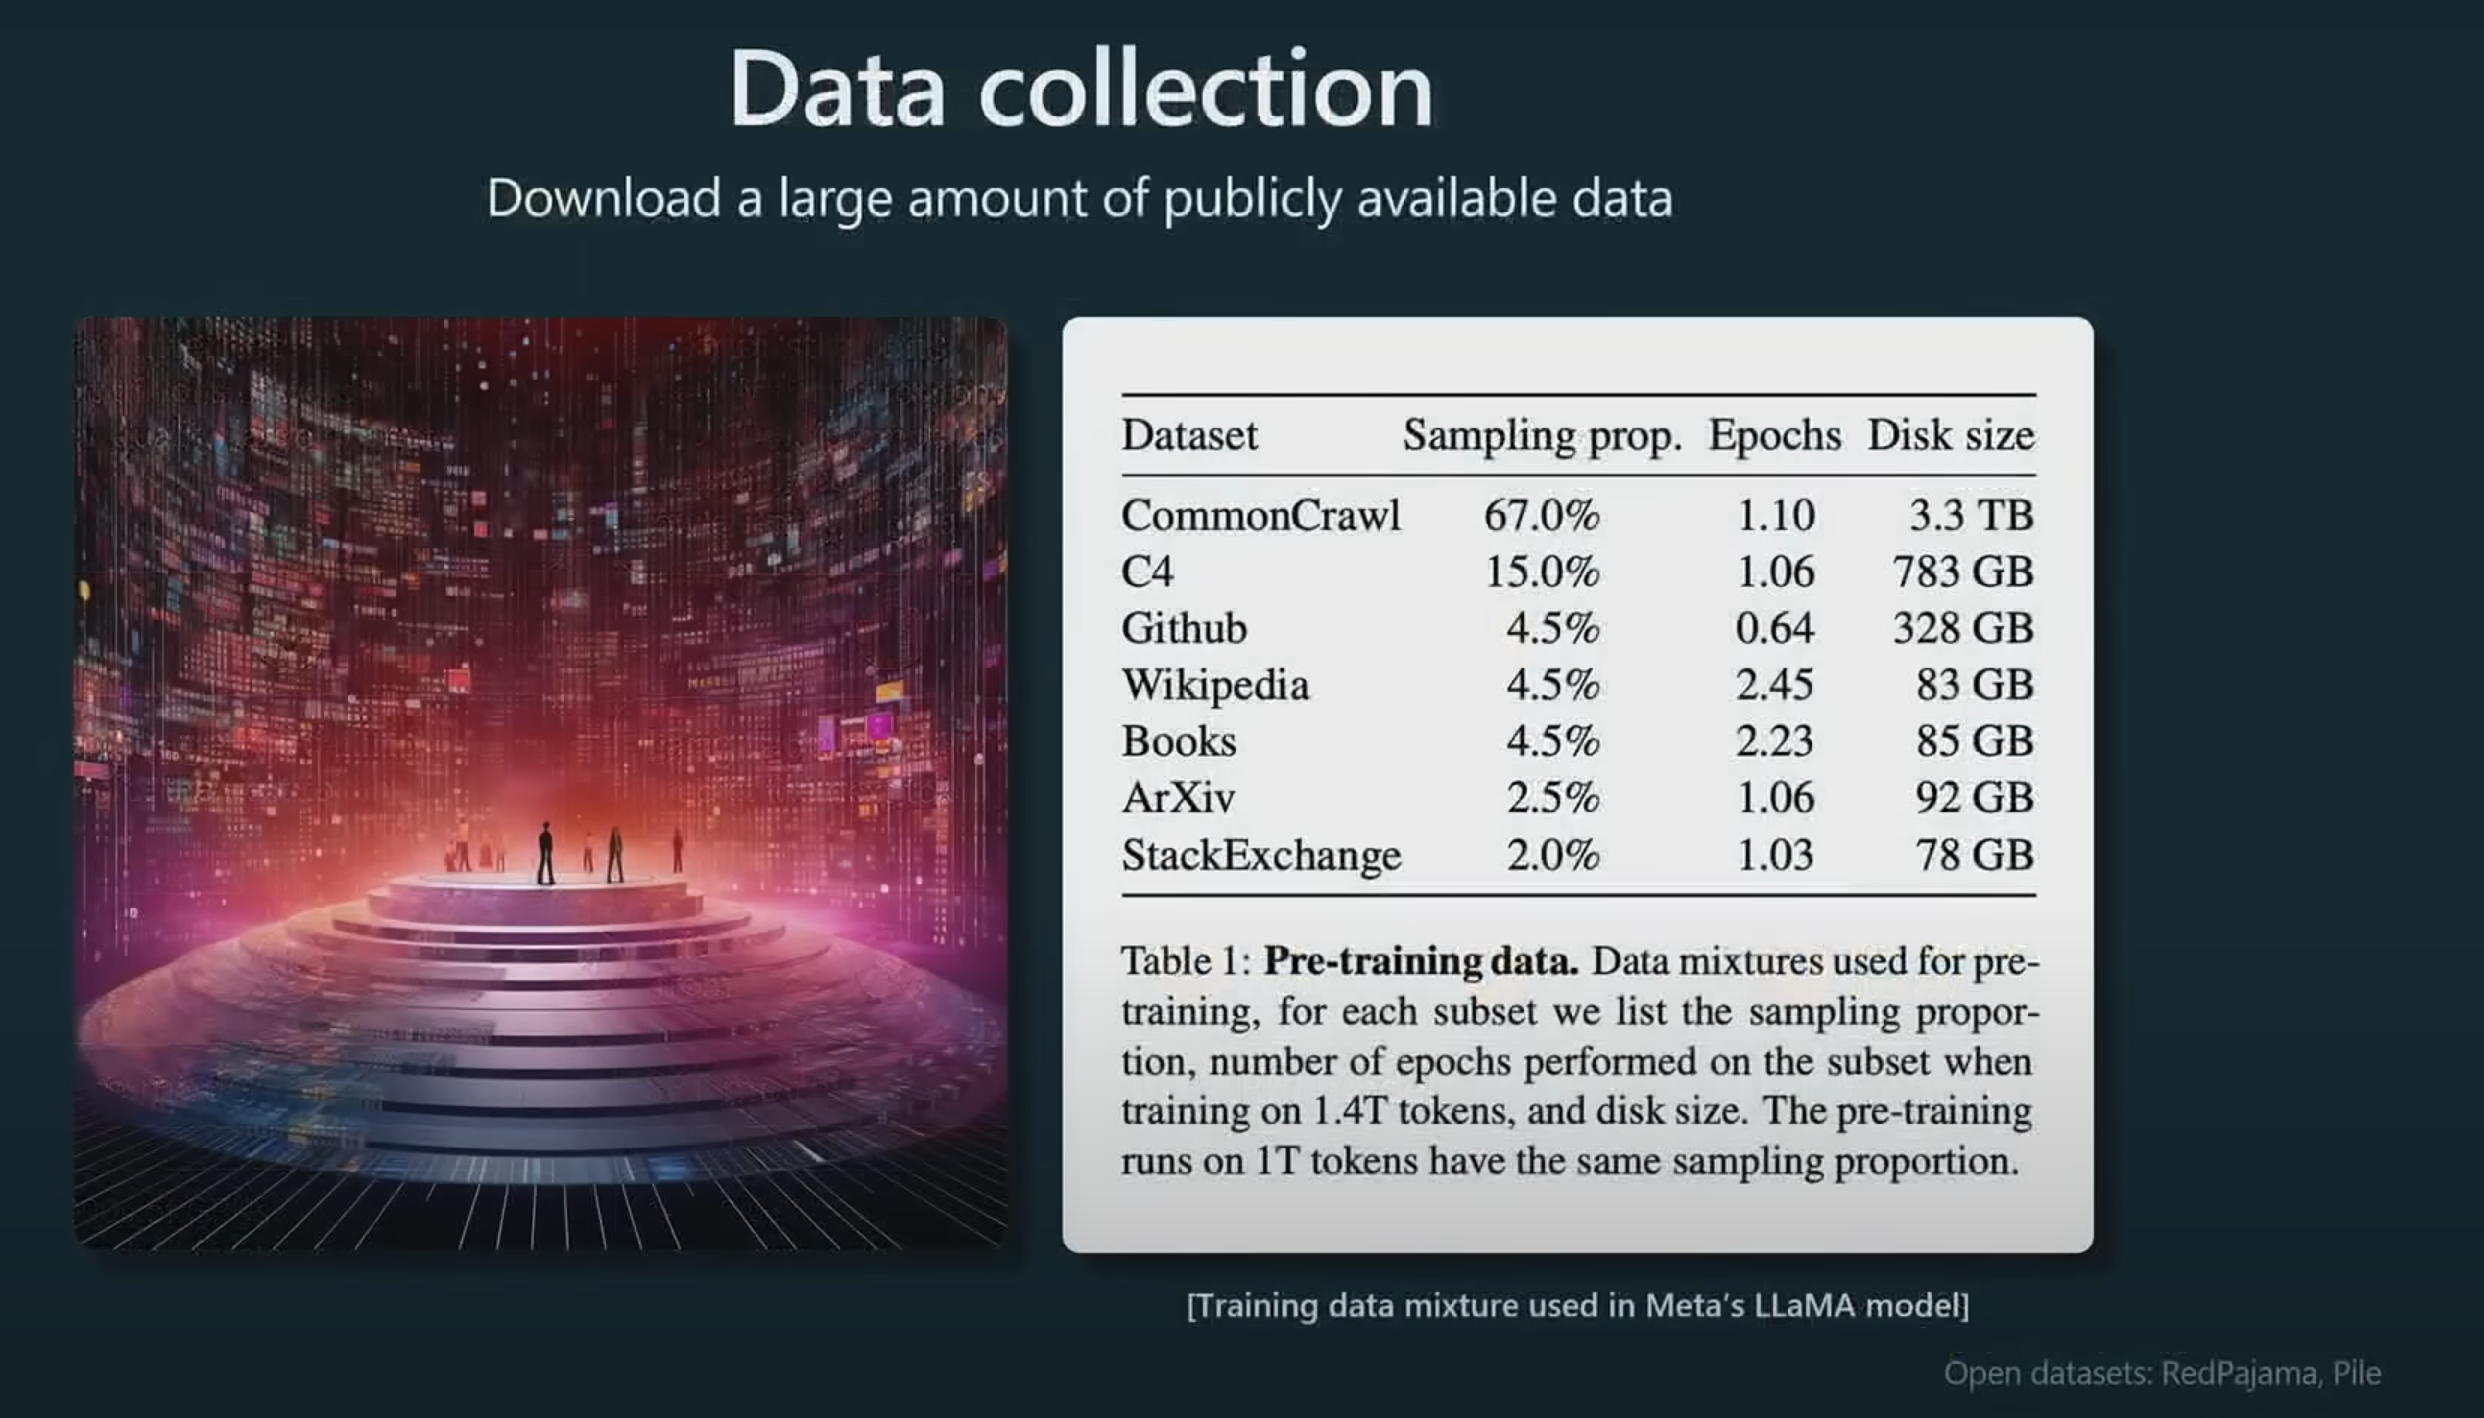 Data collection
Download a large amount of publicly available data
Dataset Sampling prop. Epochs Disk size
CommonCrawl 67.0% 1.10 3.3 TB
C4 15.0% 1.06 783 GB
Github 4.5% 0.64 328 GB
Wikipedia 4.5% 2.45 83 GB
Books 4.5% 2.23 85 GB
ArXiv 2.5% 1.06 92 GB
StackExchange 2.0% 1.03 78 GB
Table 1: Pre-training data. Data mixtures used for pre-
training, for each subset we list the sampling propor-
tion, number of epochs performed on the subset when
training on 1.4T tokens, and disk size. The pre-training
runs on 1T tokens have the same sampling proportion.
[Training data mixture used in Meta's LLaMA model]
Open datasets: RedPajama, Pile